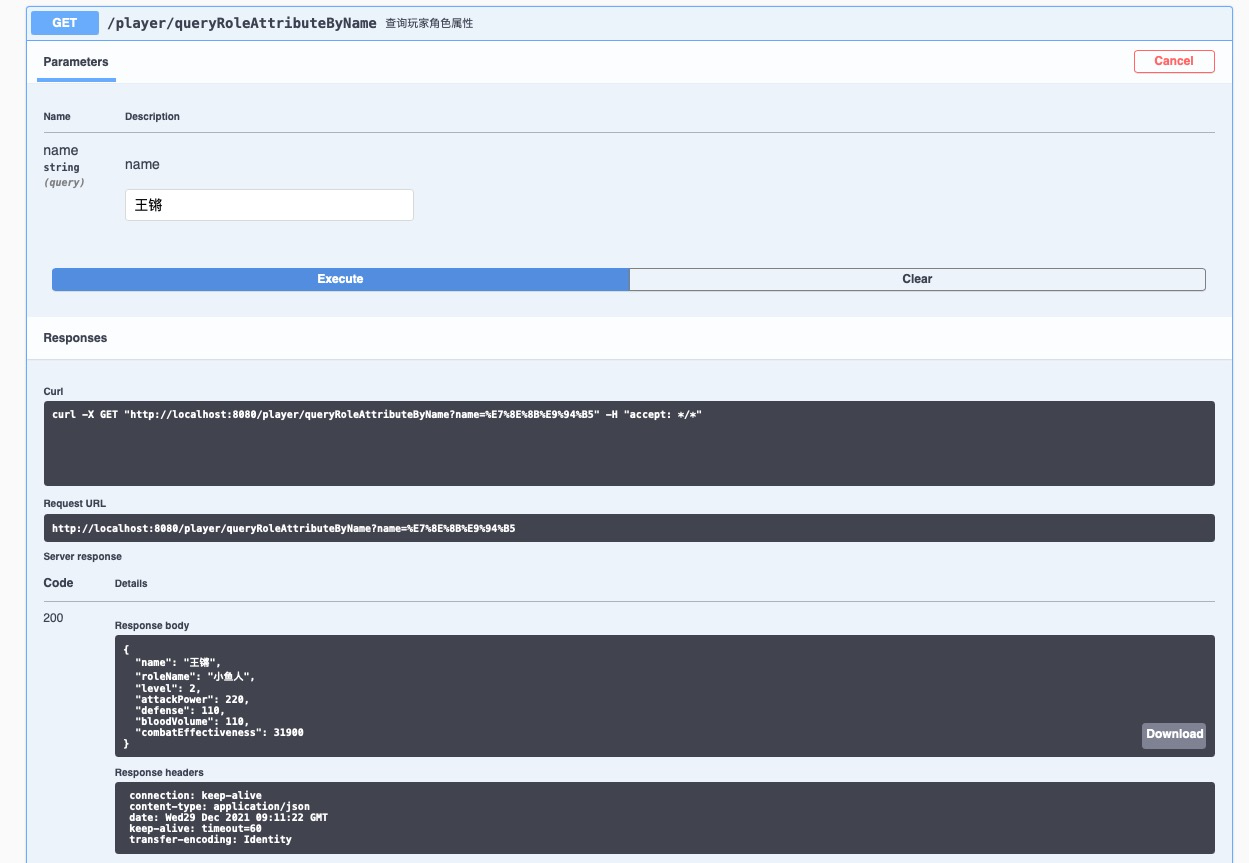 GET /player/queryRoleAttributeByName 查询玩家角色属性
Parameters
Cancel
Name Description
name
string
(query)
name
王锵
Execute
Clear
Responses
Curl
curl -X GET "http://localhost:8080/player/queryRoleAttributeByName?name=%E7%8E%8B%E9%94%B5" -H "accept: */*"
Request URL
http://localhost:8080/player/queryRoleAttributeByName?name=%E7%8E%8B%E9%94%B5
Server response
Code Details
200
Response body
{
"name": "王锵",
"roleName": "小鱼人",
"level": 2,
"attackPower": 220,
"defense": 110,
"bloodVolume": 110,
"combatEffectiveness": 31900
}
Download
Response headers
connection: keep-alive
content-type: application/json
date: Wed29 Dec 2021 09:11:22 GMT
keep-alive: timeout=60
transfer-encoding: Identity